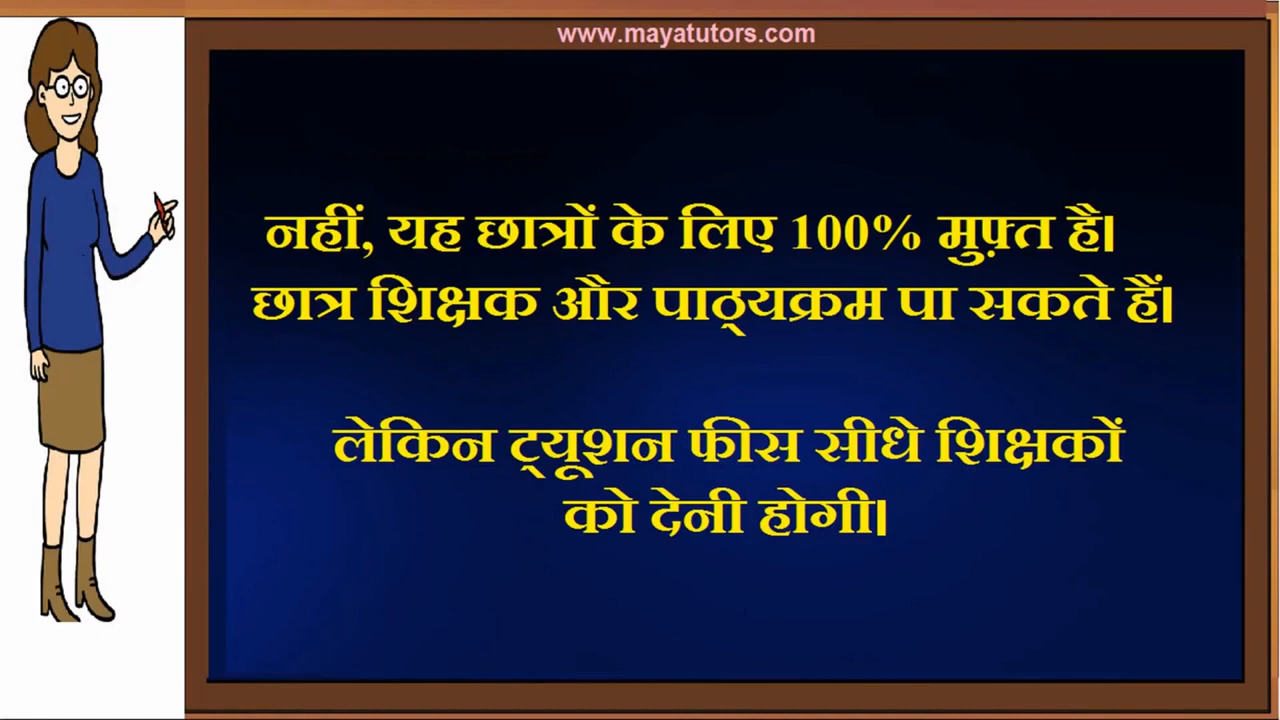 www.mayatutors.com
नहीं, यह छात्रों के लिए 100% मुफ़्त है।
छात्र शिक्षक और पाठ्यक्रम पा सकते हैं।
लेकिन ट्यूशन फीस सीधे शिक्षकों
को देनी होगी।